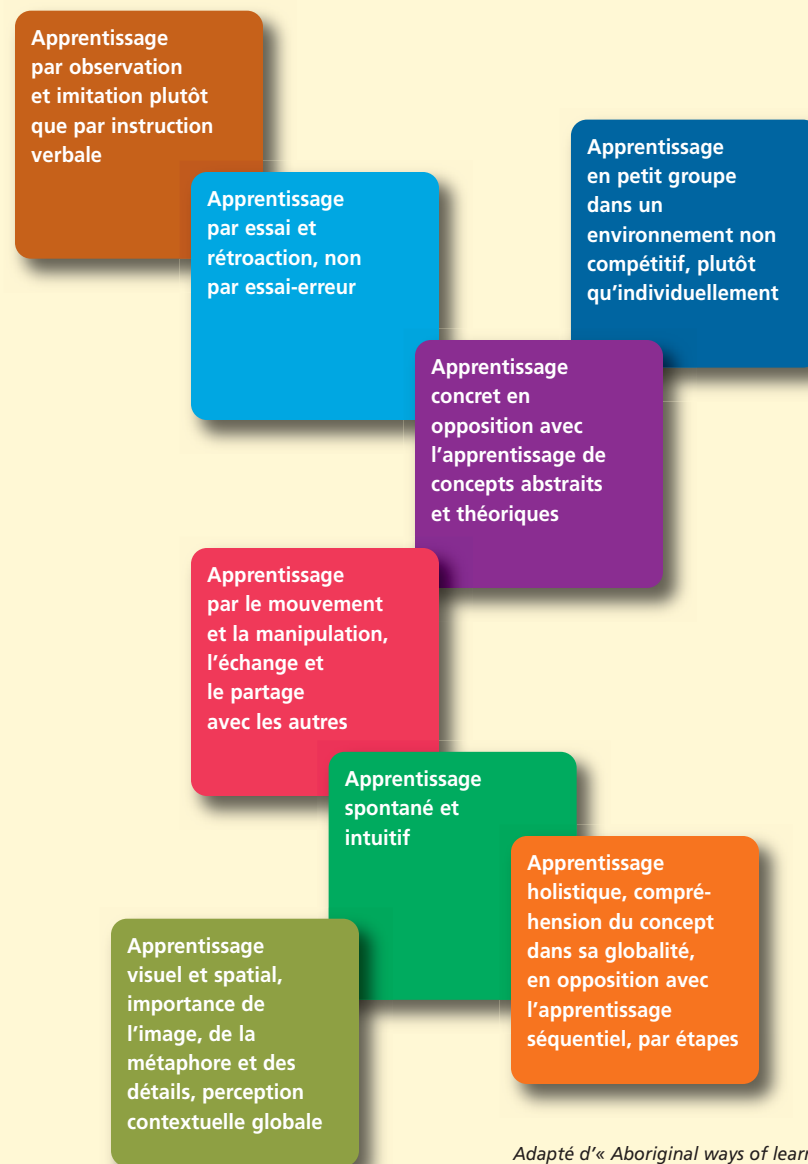 Apprentissage
par observation
et imitation plutôt
que par instruction
verbale
Apprentissage
par essai et
rétroaction, non
par essai-erreur
Apprentissage
en petit groupe
dans un
environnement non
compétitif, plutôt
qu'individuellement
Apprentissage
concret en
opposition avec
l'apprentissage de
concepts abstraits
et théoriques
Apprentissage
par le mouvement
et la manipulation,
l'échange et
le partage
avec les autres
Apprentissage
spontané et
intuitif
Apprentissage
holistique, compré-
hension du concept
dans sa globalité,
en opposition avec
l'apprentissage
séquentiel, par étapes
Apprentissage
visuel et spatial,
importance de
l'image, de la
métaphore et des
détails, perception
contextuelle globale
Adapté d'« Aboriginal ways of